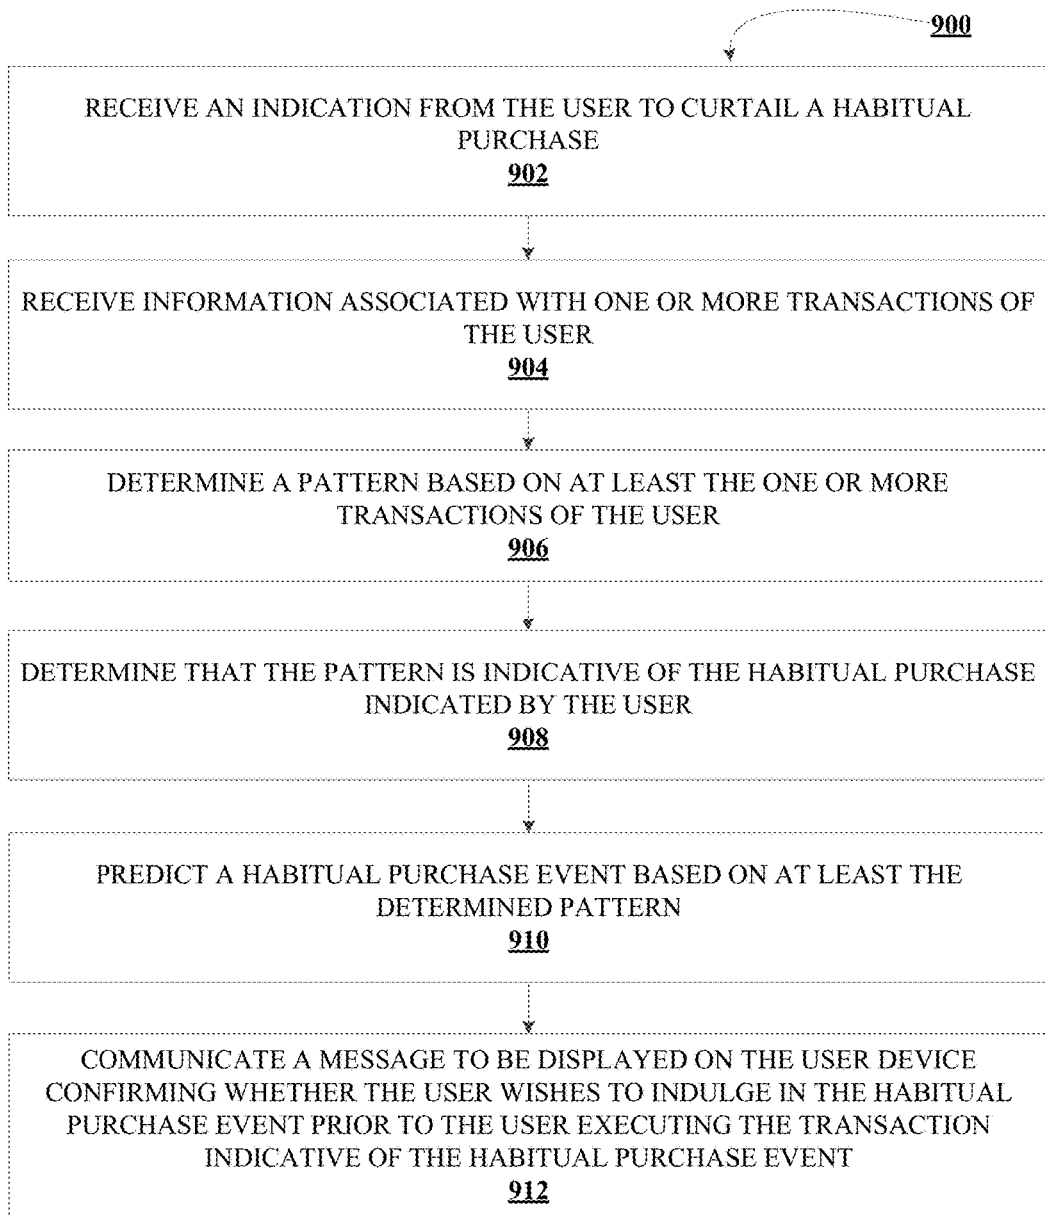 900
RECEIVE AN INDICATION FROM THE USER TO CURTAIL A HABITUAL
PURCHASE
902
RECEIVE INFORMATION ASSOCIATED WITH ONE OR MORE TRANSACTIONS OF
THE USER
904
DETERMINE A PATTERN BASED ON AT LEAST THE ONE OR MORE
TRANSACTIONS OF THE USER
906
DETERMINE THAT THE PATTERN IS INDICATIVE OF THE HABITUAL PURCHASE
INDICATED BY THE USER
908
PREDICT A HABITUAL PURCHASE EVENT BASED ON AT LEAST THE
DETERMINED PATTERN
910
COMMUNICATE A MESSAGE TO BE DISPLAYED ON THE USER DEVICE
CONFIRMING WHETHER THE USER WISHES TO INDULGE IN THE HABITUAL
PURCHASE EVENT PRIOR TO THE USER EXECUTING THE TRANSACTION
INDICATIVE OF THE HABITUAL PURCHASE EVENT
912